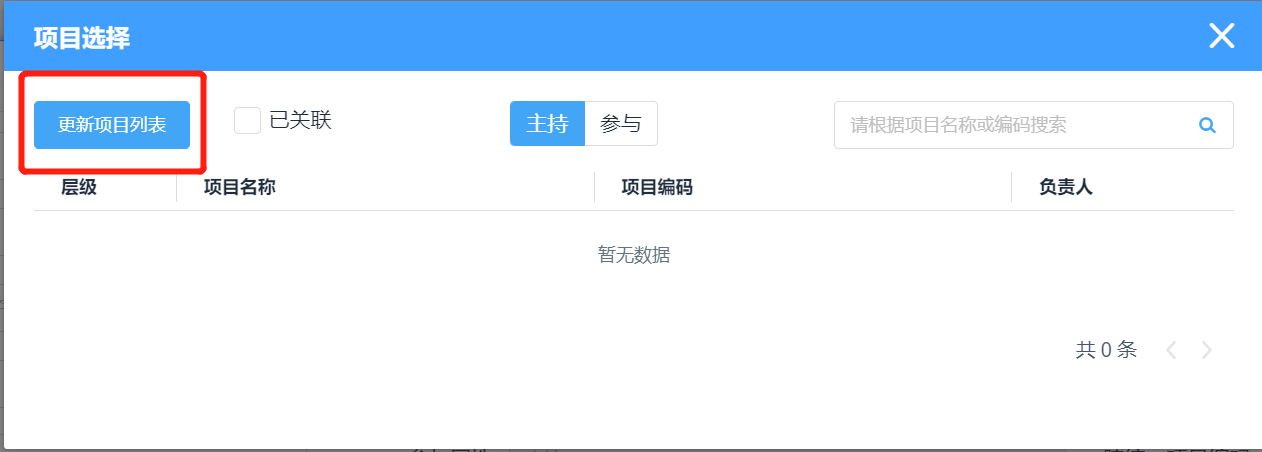 项目选择
更新项目列表
已关联
主持
参与
请根据项目名称或编码搜索
层级
项目名称
项目编码
负责人
暂无数据
共 0 条